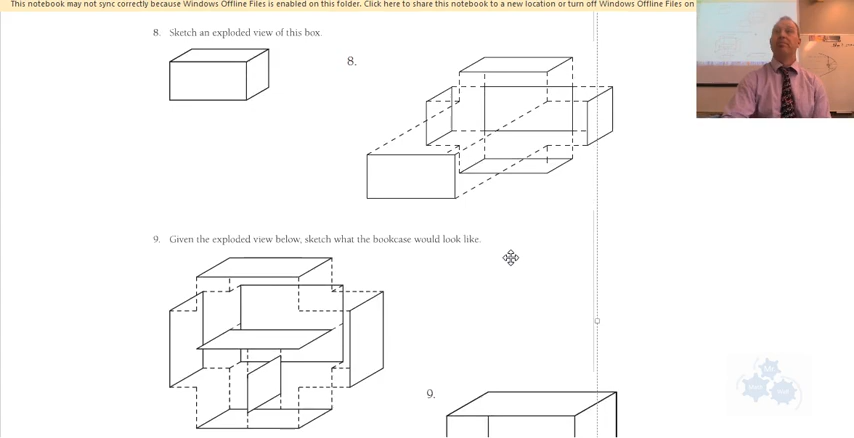 This notebook may not sync correctly because Windows Offline Files is enabled on this folder. Click here to share this notebook to a new location or turn off Windows Offline Files on
8. Sketch an exploded view of this box.
8.
9. Given the exploded view below, sketch what the bookcase would look like.
9.